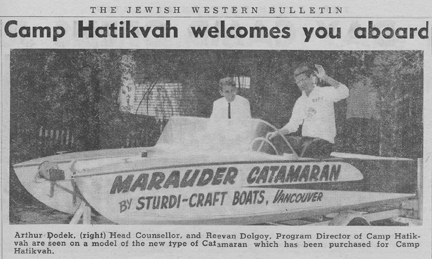 THE JEWISH WESTERN BULLETIN
Camp Hatikvah welcomes you aboard
MARAUDER CATAMARAN
BY STURDI-CRAFT BOATS, VANCOUVER
Arthur Dodek, (right) Head Counsellor, and Reevan Dolgoy, Program Director of Camp Hatik-
vah are seen on a model of the new type of Catamaran which has been purchased for Camp
Hatikvah.